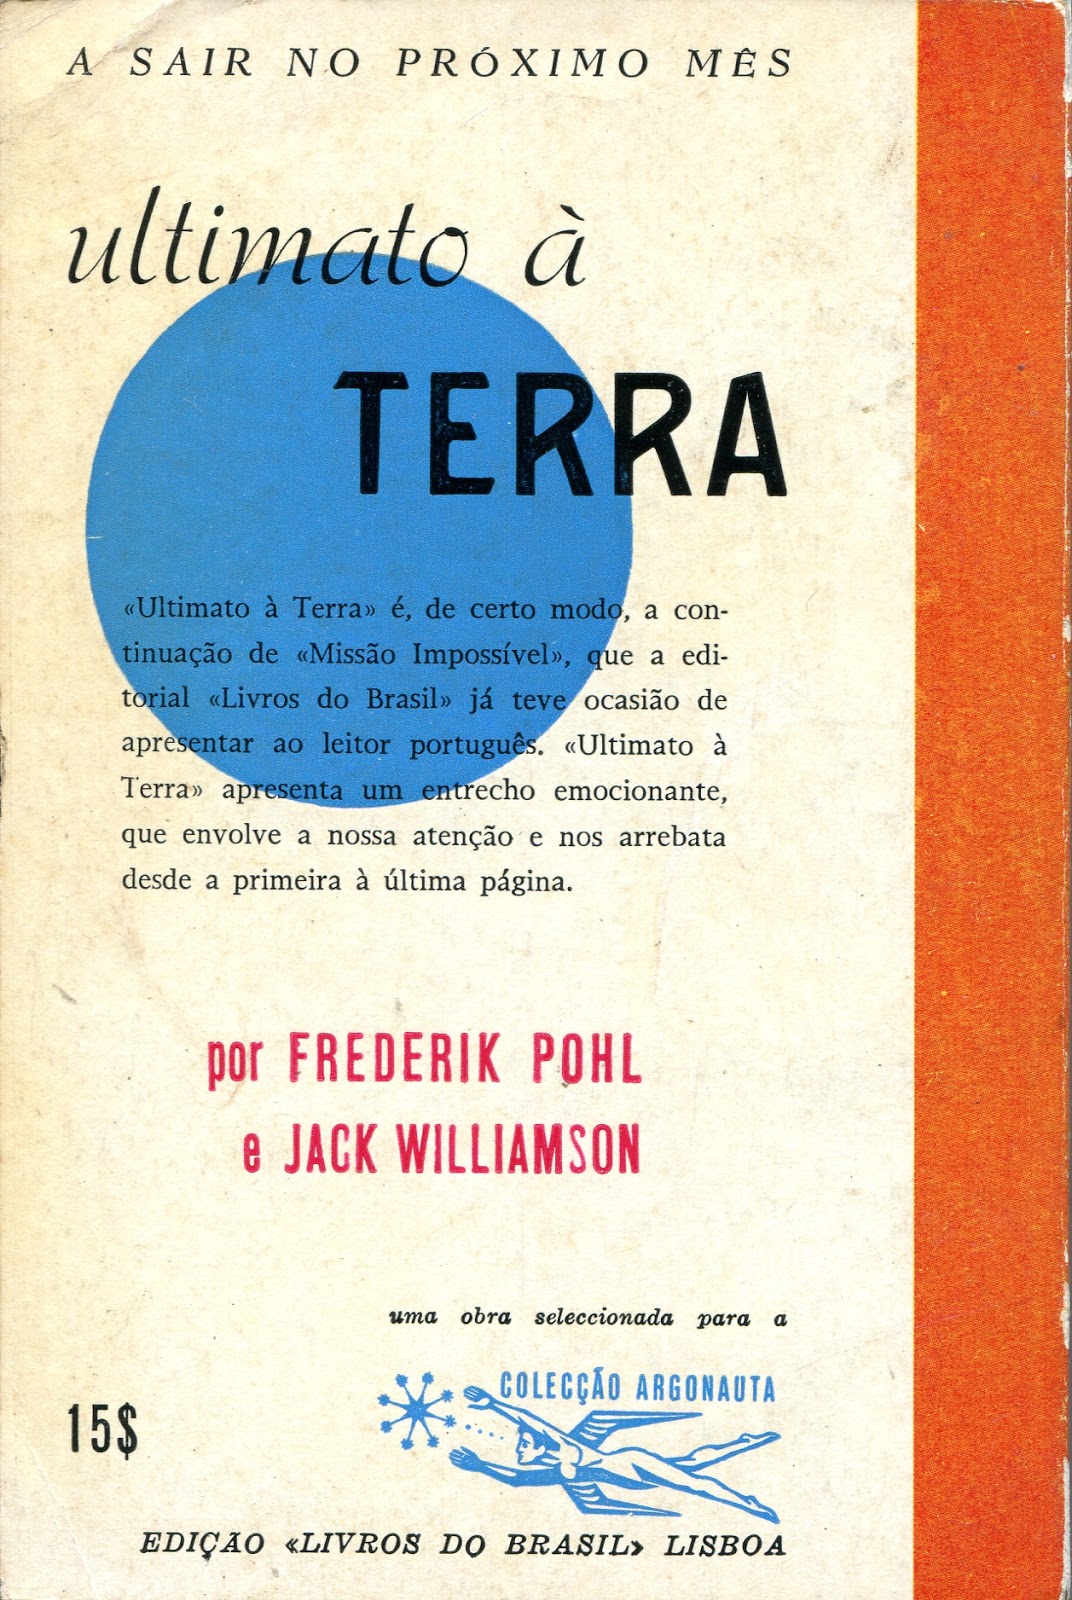 A SAIR NO PRÓXIMO MÊS
ultimato à
TERRA
«Ultimato à Terra» é, de certo modo, a con-
tinuação de «Missão Impossível», que a edi-
torial «Livros do Brasil» já teve ocasião de
apresentar ao leitor português. «Ultimato à
Terra» apresenta um entrecho emocionante,
que envolve a nossa atenção e nos arrebata
desde a primeira à última página.
por FREDERIK POHL
e JACK WILLIAMSON
uma obra seleccionada para a
COLECÇÃO ARGONAUTA
15$
EDIÇÃO «LIVROS DO BRASIL» LISBOA